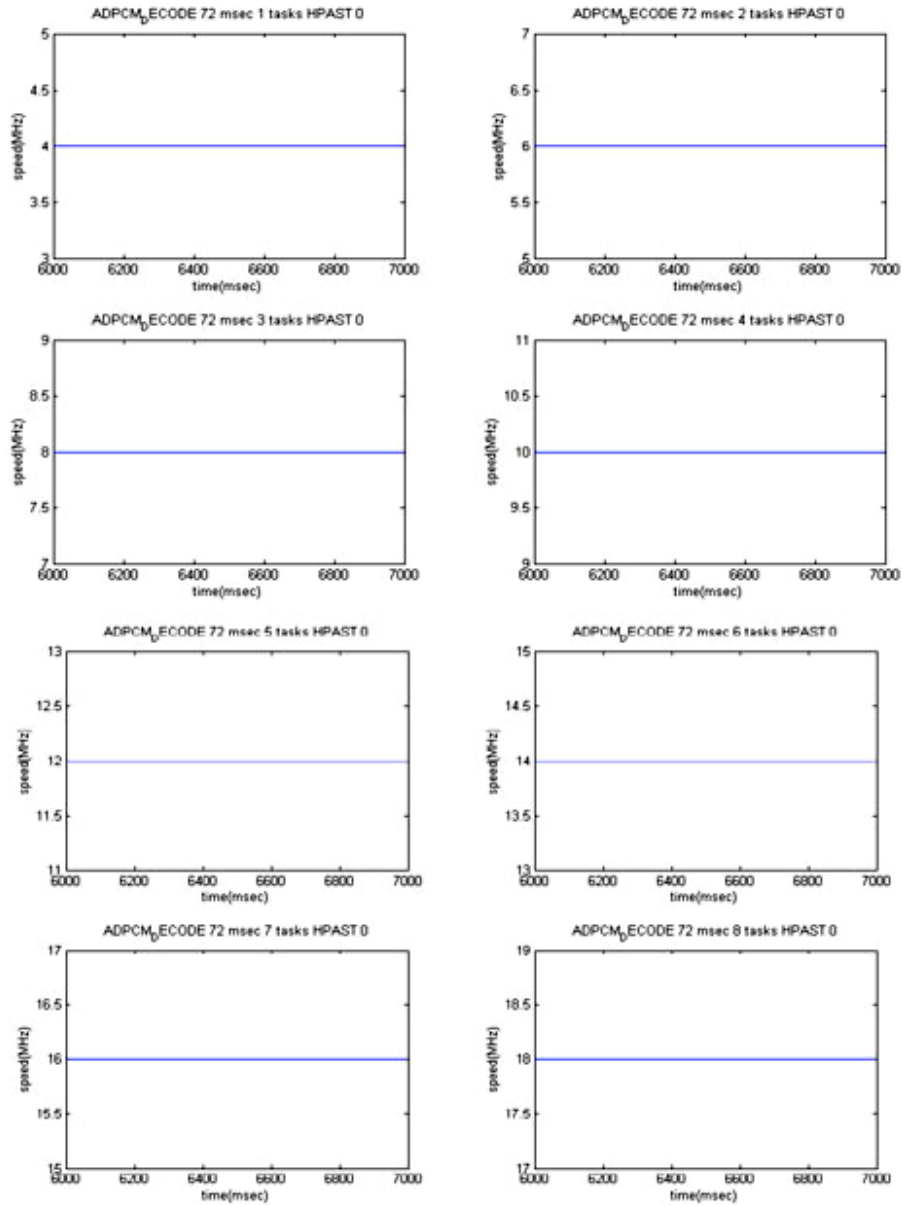 ADPCM_DECODE 72 msec 1 tasks HPAST 0
5
4.5
4
3.5
3
speed(MHz)
6000 6200 6400 6600 6800 7000
time(msec)
ADPCM_DECODE 72 msec 2 tasks HPAST 0
7
6.5
6
5.5
5
speed(MHz)
6000 6200 6400 6600 6800 7000
time(msec)
ADPCM_DECODE 72 msec 3 tasks HPAST 0
9
8.5
8
7.5
7
speed(MHz)
6000 6200 6400 6600 6800 7000
time(msec)
ADPCM_DECODE 72 msec 4 tasks HPAST 0
11
10.5
10
9.5
9
speed(MHz)
6000 6200 6400 6600 6800 7000
time(msec)
ADPCM_DECODE 72 msec 5 tasks HPAST 0
13
12.5
12
11.5
11
speed(MHz)
6000 6200 6400 6600 6800 7000
time(msec)
ADPCM_DECODE 72 msec 6 tasks HPAST 0
15
14.5
14
13.5
13
speed(MHz)
6000 6200 6400 6600 6800 7000
time(msec)
ADPCM_DECODE 72 msec 7 tasks HPAST 0
17
16.5
16
15.5
15
speed(MHz)
6000 6200 6400 6600 6800 7000
time(msec)
ADPCM_DECODE 72 msec 8 tasks HPAST 0
19
18.5
18
17.5
17
speed(MHz)
6000 6200 6400 6600 6800 7000
time(msec)